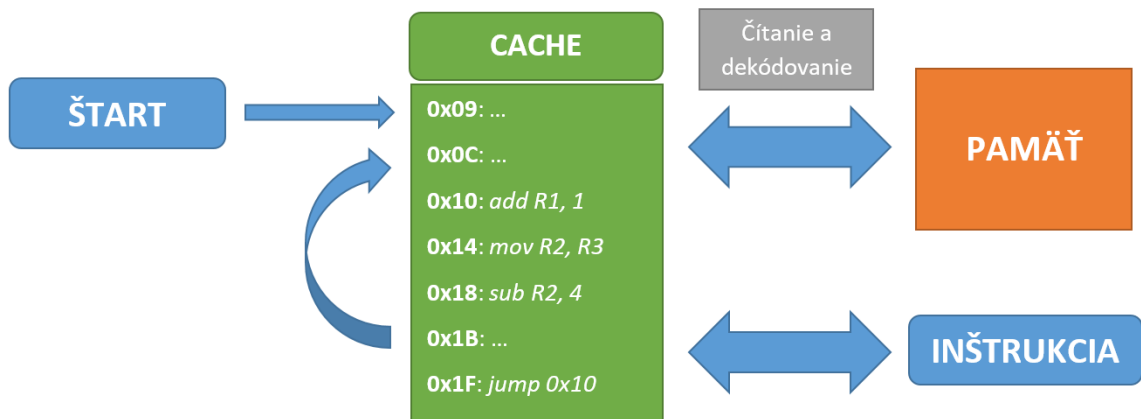 ŠTART
CACHE
0x09: ...
0x0C: ...
0x10: add R1, 1
0x14: mov R2, R3
0x18: sub R2, 4
0x1B: ...
0x1F: jump 0x10
Čítanie a
dekódovanie
PAMÄŤ
INŠTRUKCIA